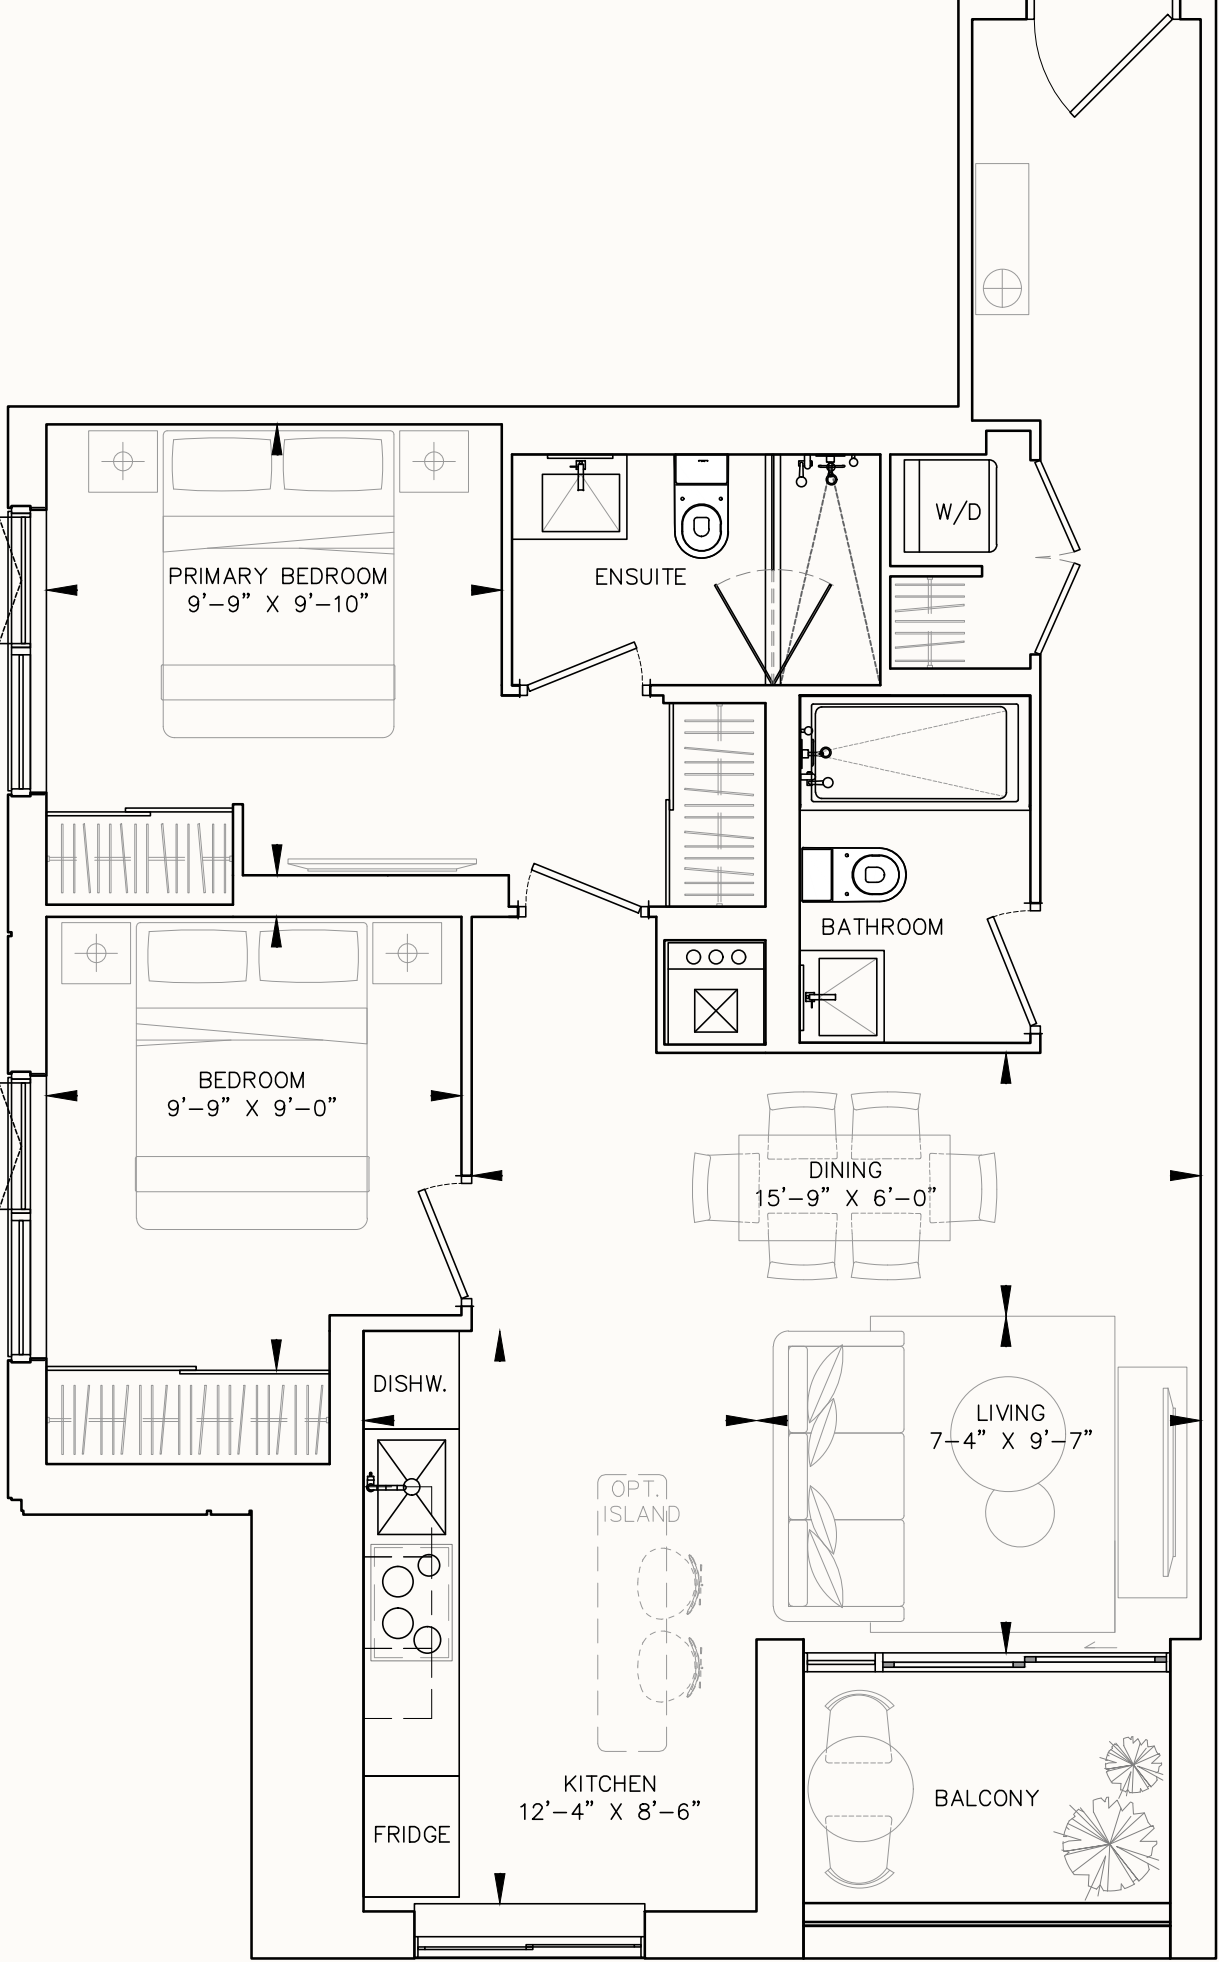 W/D
PRIMARY BEDROOM
9'-9" X 9'-10"
ENSUITE
BATHROOM
BEDROOM
9'-9" X 9'-0"
DINING
15'-9" X 6'-0"
DISHW.
LIVING
7-4" X 9'-7"
OPT.
ISLAND
KITCHEN
12'-4" X 8'-6"
BALCONY
FRIDGE